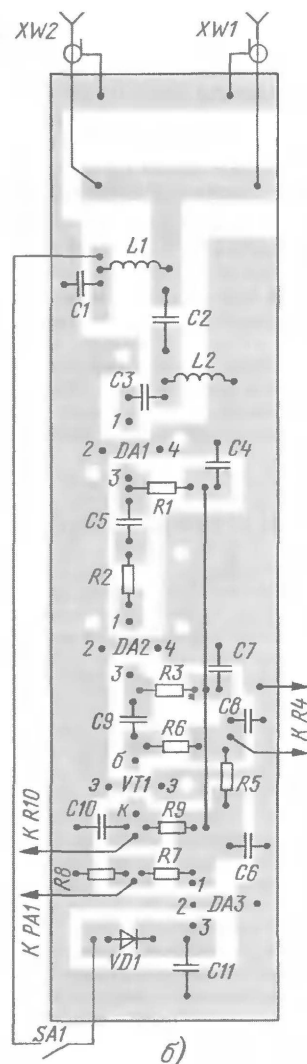 XW2 XW1
L1
C1
C2
L2
C3
1
2 DA1 4
C4
3
R1
C5
R2
1
2 DA2 4
C7
3
R3
C8
К R4
C9
R6
б
R5
Э VT1 Э
C10
К
R9
К R10
C6
R8
R7
1
К PA1
2 DA3
3
VD1
C11
SA1
б)